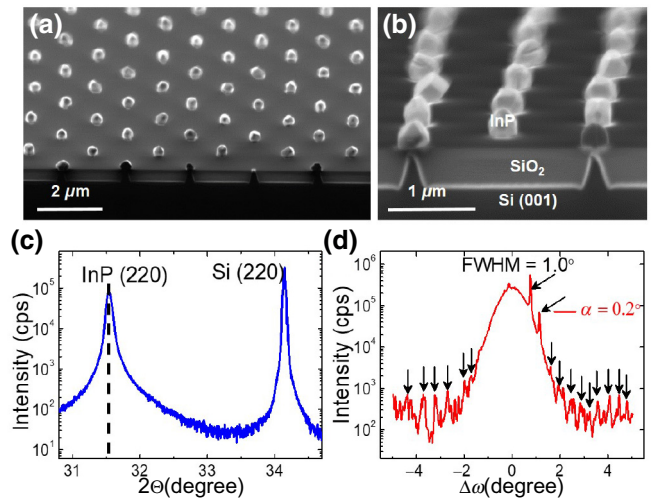 (a)
2 μm
(b)
InP
SiO2
1 μm
Si (001)
(c)
InP (220)
Si (220)
Intensity (cps)
10^5
10^4
10^3
10^2
10^1
31 32 33 34
2Θ(degree)
(d)
FWHM = 1.0°
α = 0.2°
Intensity (cps)
10^6
10^5
10^4
10^3
10^2
10^1
−4 −2 0 2 4
Δω(degree)